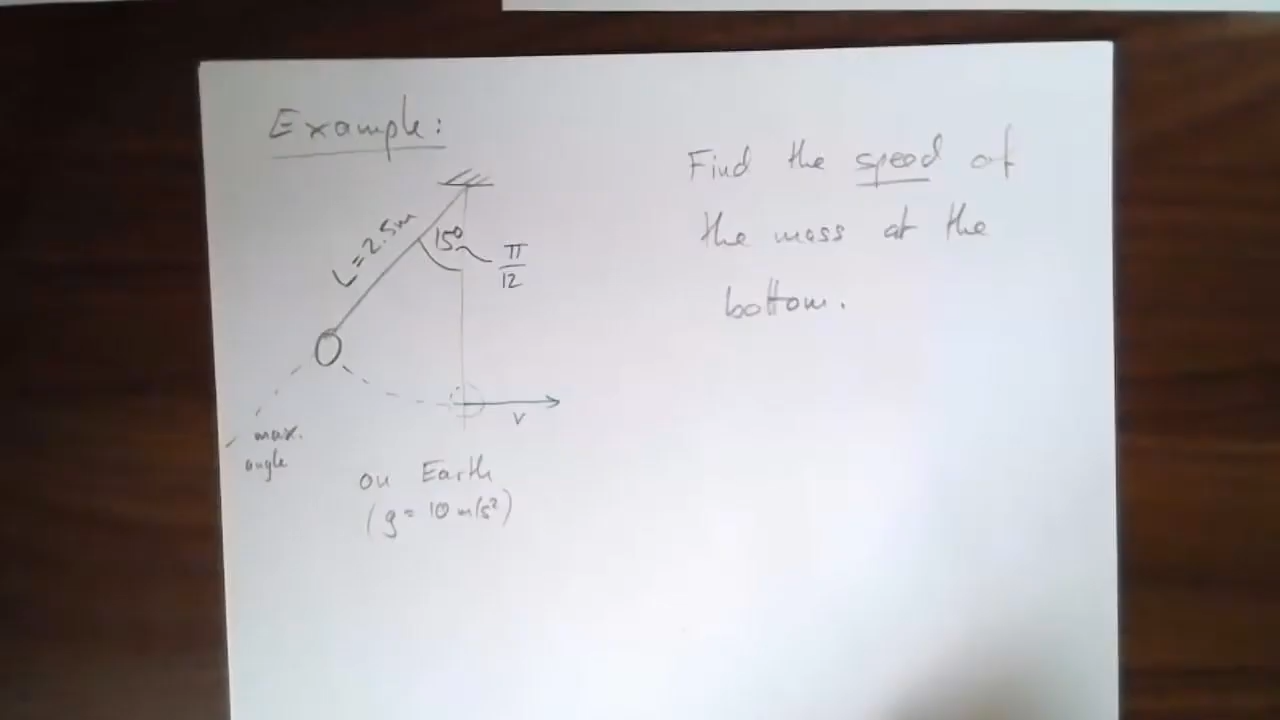 Example:
L=2.5m
15°
π
12
max.
angle
v
on Earth
(g = 10 m/s²)
Find the speed of
the mass at the
bottom.